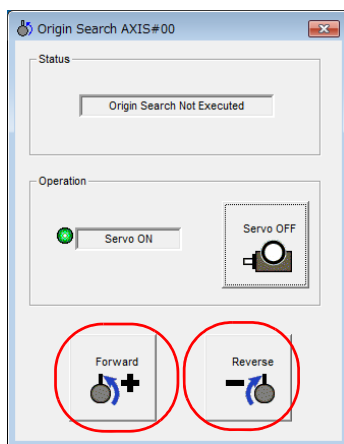 Origin Search AXIS#00
Status
Origin Search Not Executed
Operation
Servo ON
Servo OFF
Forward
Reverse